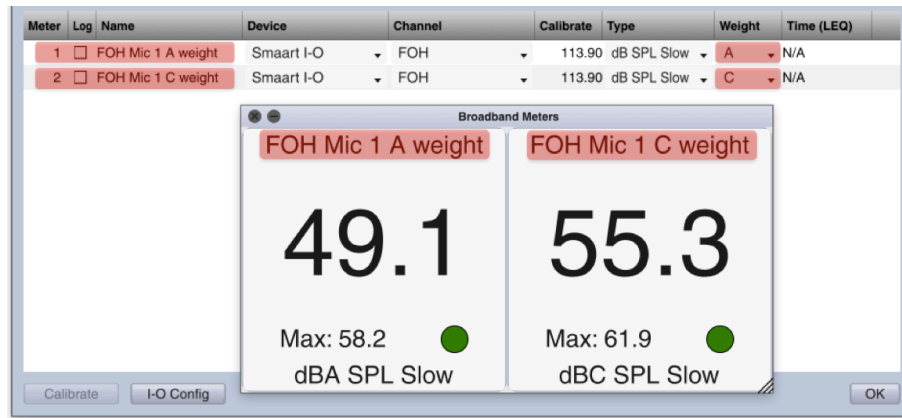 Meter Log Name Device Channel Calibrate Type Weight Time (LEQ)
1 FOH Mic 1 A weight Smaart I-O FOH 113.90 dB SPL Slow A N/A
2 FOH Mic 1 C weight Smaart I-O FOH 113.90 dB SPL Slow C N/A
Broadband Meters
FOH Mic 1 A weight FOH Mic 1 C weight
49.1 55.3
Max: 58.2 Max: 61.9
dBA SPL Slow dBC SPL Slow
Calibrate I-O Config OK